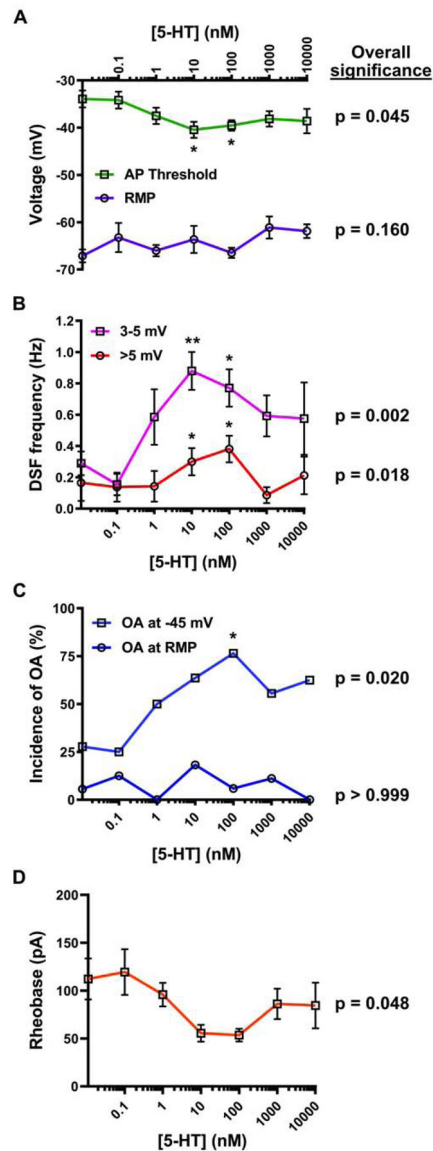 A
[5-HT] (nM)
0.1 1 10 100 1000 10000
Overall
significance
Voltage (mV)
-30
-40
-50
-60
-70
AP Threshold
RMP
* *
p = 0.045
p = 0.160
B
DSF frequency (Hz)
1.2
1.0
0.8
0.6
0.4
0.2
0.0
3-5 mV
>5 mV
** *
* *
p = 0.002
p = 0.018
0.1 1 10 100 1000 10000
[5-HT] (nM)
C
Incidence of OA (%)
100
75
50
25
0
OA at -45 mV
OA at RMP
*
p = 0.020
p > 0.999
0.1 1 10 100 1000 10000
[5-HT] (nM)
D
Rheobase (pA)
200
150
100
50
0
p = 0.048
0.1 1 10 100 1000 10000
[5-HT] (nM)